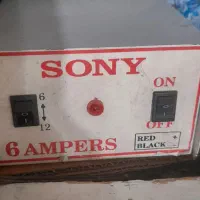 SONY
ON
6
12
OFF
6 AMPERS
RED +
BLACK -